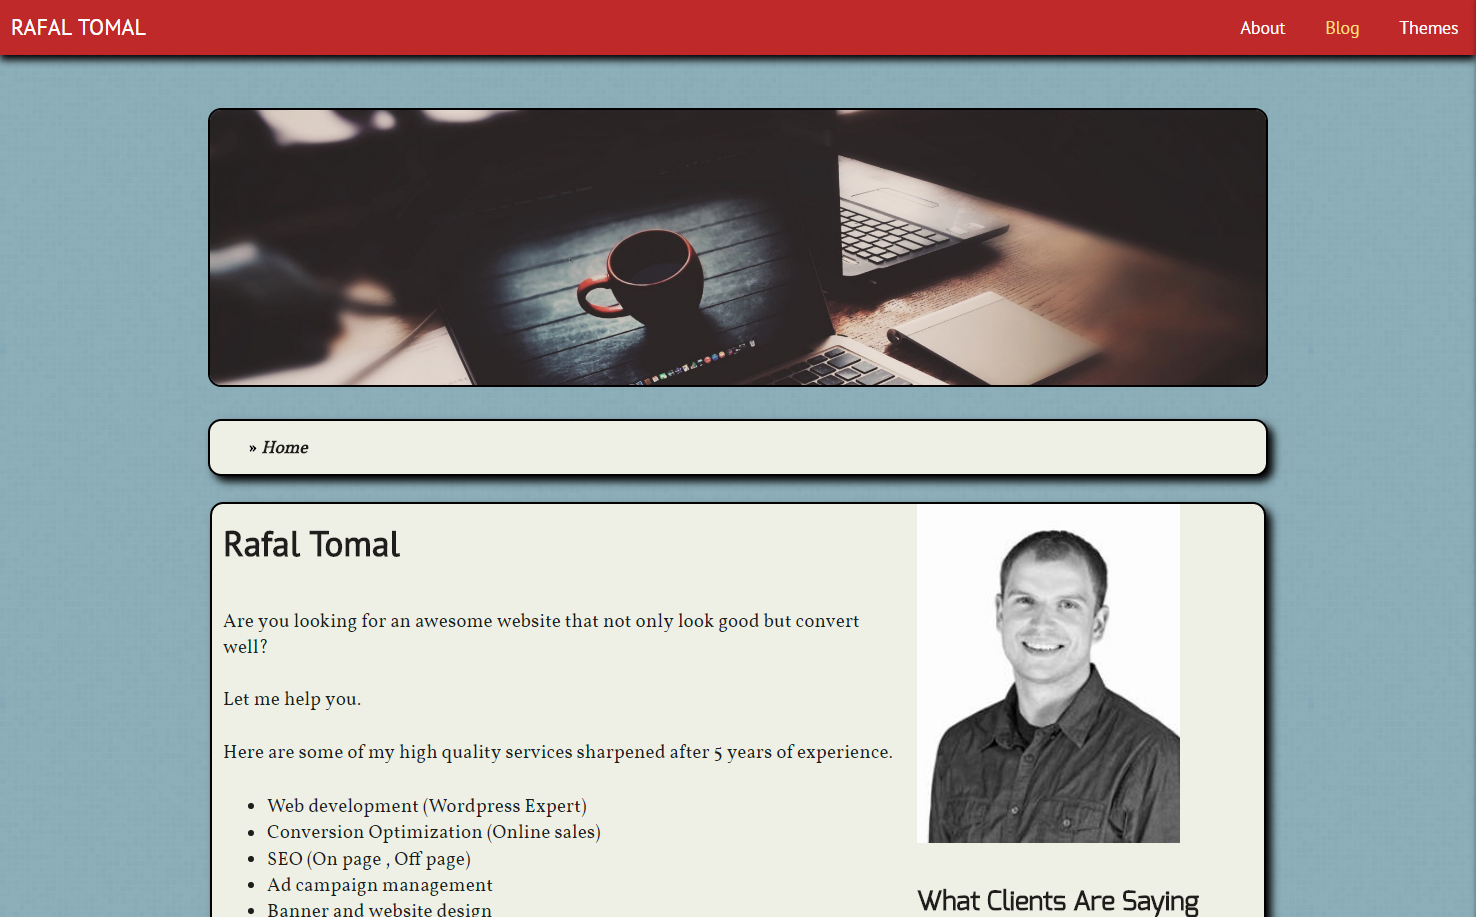 RAFAL TOMAL
About Blog Themes
» Home
Rafal Tomal
Are you looking for an awesome website that not only look good but convert
well?
Let me help you.
Here are some of my high quality services sharpened after 5 years of experience.
• Web development (Wordpress Expert)
• Conversion Optimization (Online sales)
• SEO (On page , Off page)
• Ad campaign management
• Banner and website design
What Clients Are Saying